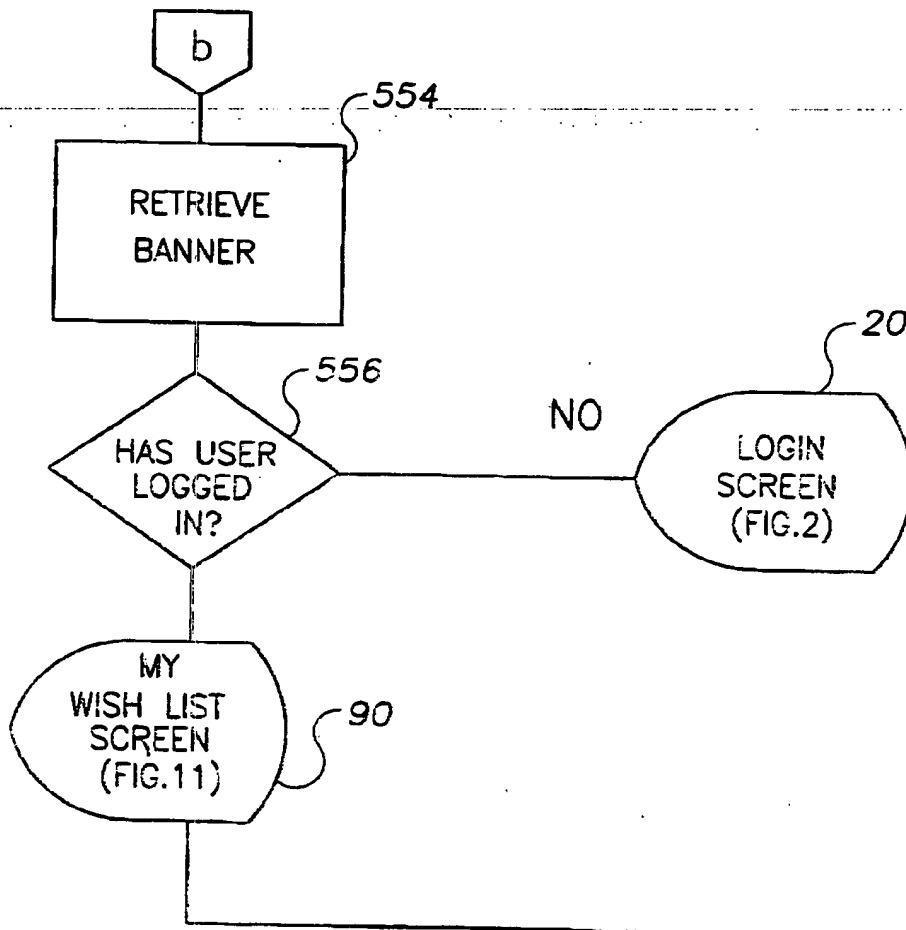 b
554
RETRIEVE
BANNER
556
HAS USER
LOGGED
IN?
NO
20
LOGIN
SCREEN
(FIG.2)
MY
WISH LIST
SCREEN
(FIG.11)
90